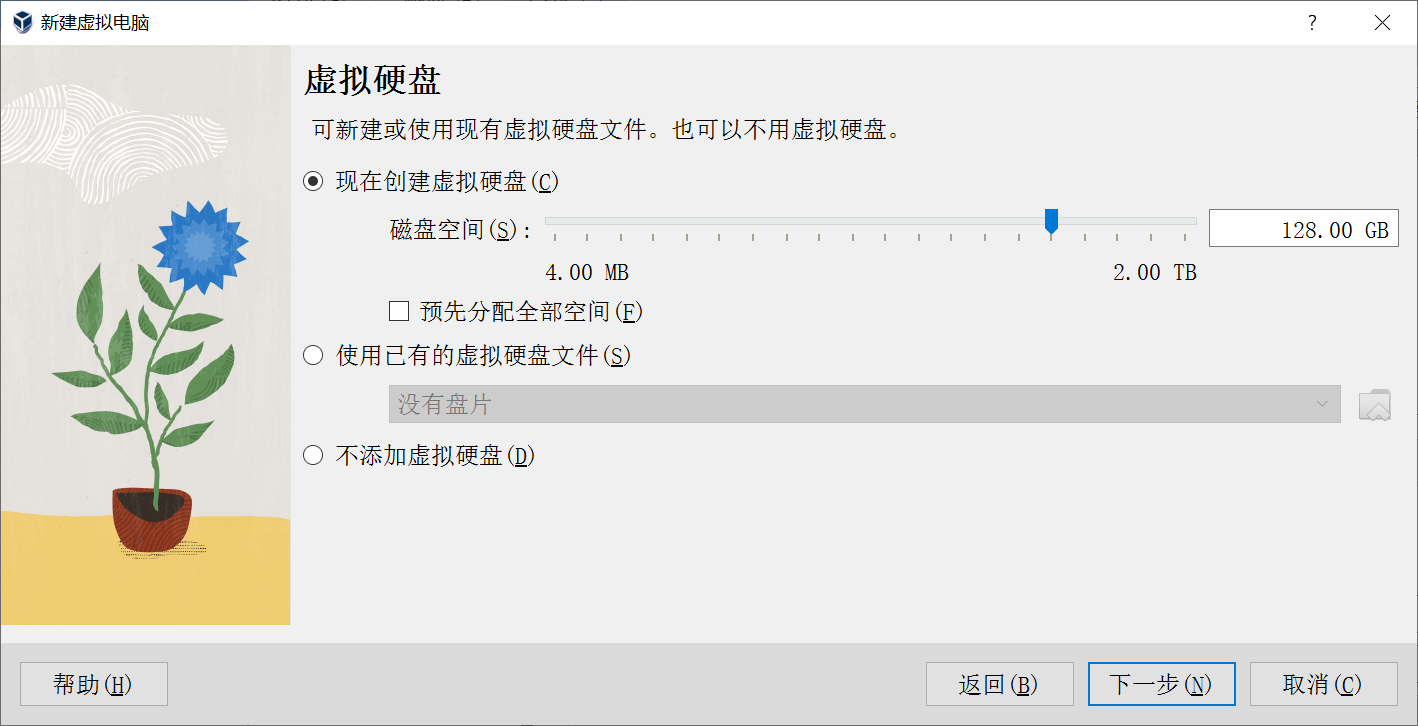 新建虚拟电脑
虚拟硬盘
可新建或使用现有虚拟硬盘文件。也可以不用虚拟硬盘。
现在创建虚拟硬盘(C)
磁盘空间(S): 128.00 GB
4.00 MB 2.00 TB
预先分配全部空间(F)
使用已有的虚拟硬盘文件(S)
没有盘片
不添加虚拟硬盘(D)
帮助(H) 返回(B) 下一步(N) 取消(C)